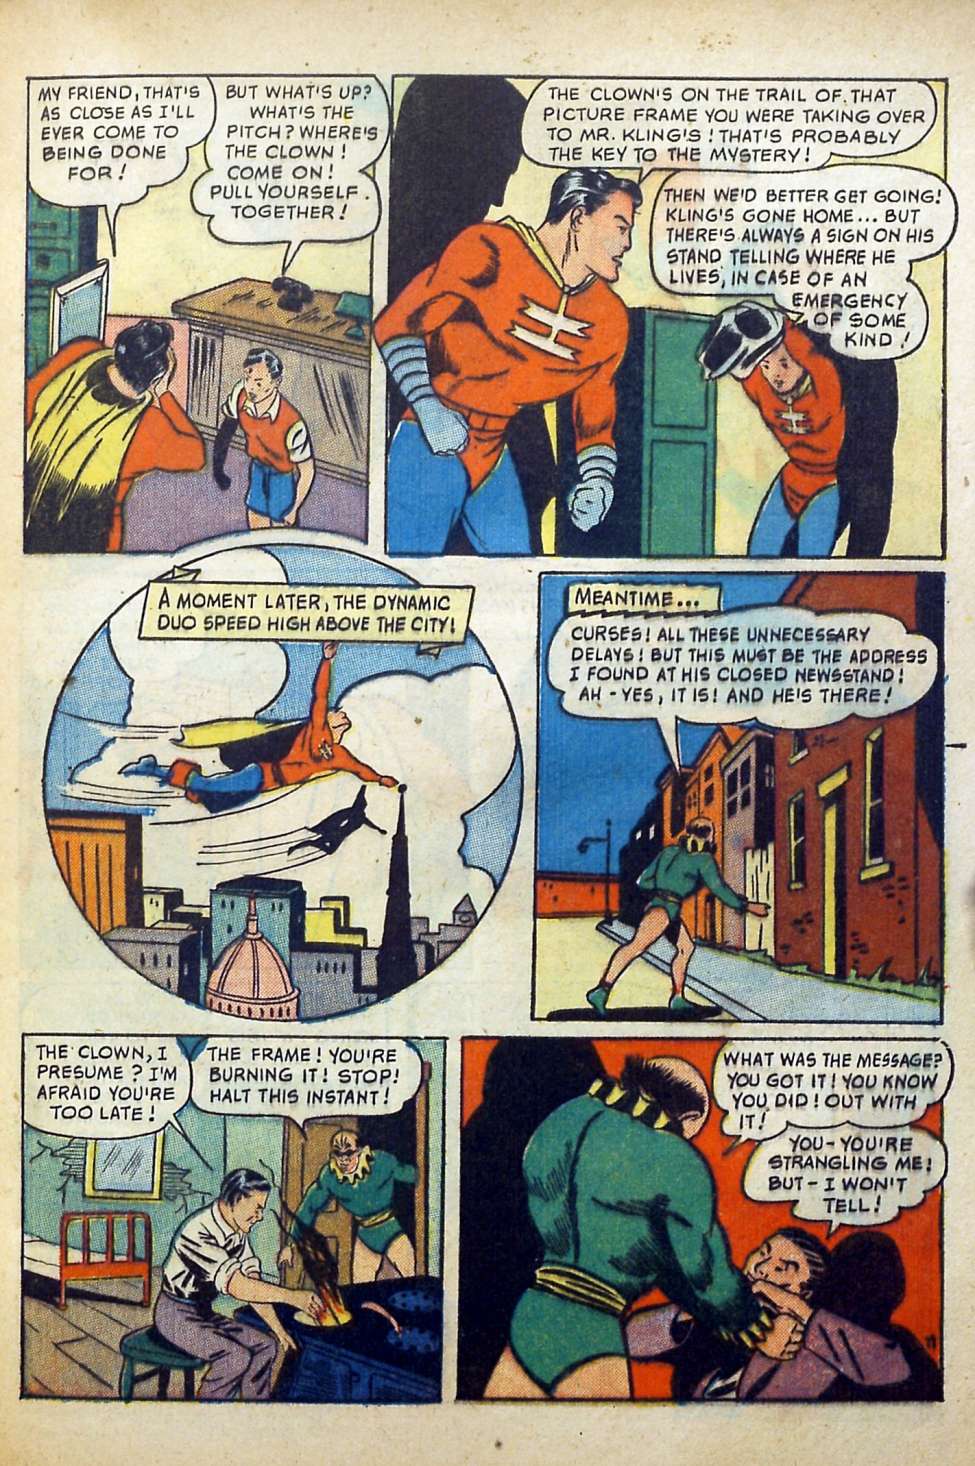 MY FRIEND, THAT'S
AS CLOSE AS I'LL
EVER COME TO
BEING DONE
FOR!
BUT WHAT'S UP?
WHAT'S THE
PITCH? WHERE'S
THE CLOWN!
COME ON!
PULL YOURSELF
TOGETHER!
THE CLOWN'S ON THE TRAIL OF THAT
PICTURE FRAME YOU WERE TAKING OVER
TO MR. KLING'S! THAT'S PROBABLY
THE KEY TO THE MYSTERY!
THEN WE'D BETTER GET GOING!
KLING'S GONE HOME... BUT
THERE'S ALWAYS A SIGN ON HIS
STAND TELLING WHERE HE
LIVES, IN CASE OF AN
EMERGENCY
OF SOME
KIND!
A MOMENT LATER, THE DYNAMIC
DUO SPEED HIGH ABOVE THE CITY!
MEANTIME...
CURSES! ALL THESE UNNECESSARY
DELAYS! BUT THIS MUST BE THE ADDRESS
I FOUND AT HIS CLOSED NEWSSTAND!
AH - YES, IT IS! AND HE'S THERE!
THE CLOWN, I
PRESUME? I'M
AFRAID YOU'RE
TOO LATE!
THE FRAME! YOU'RE
BURNING IT! STOP!
HALT THIS INSTANT!
WHAT WAS THE MESSAGE?
YOU GOT IT! YOU KNOW
YOU DID! OUT WITH
IT!
YOU-YOU'RE
STRANGLING ME!
BUT-I WON'T
TELL!